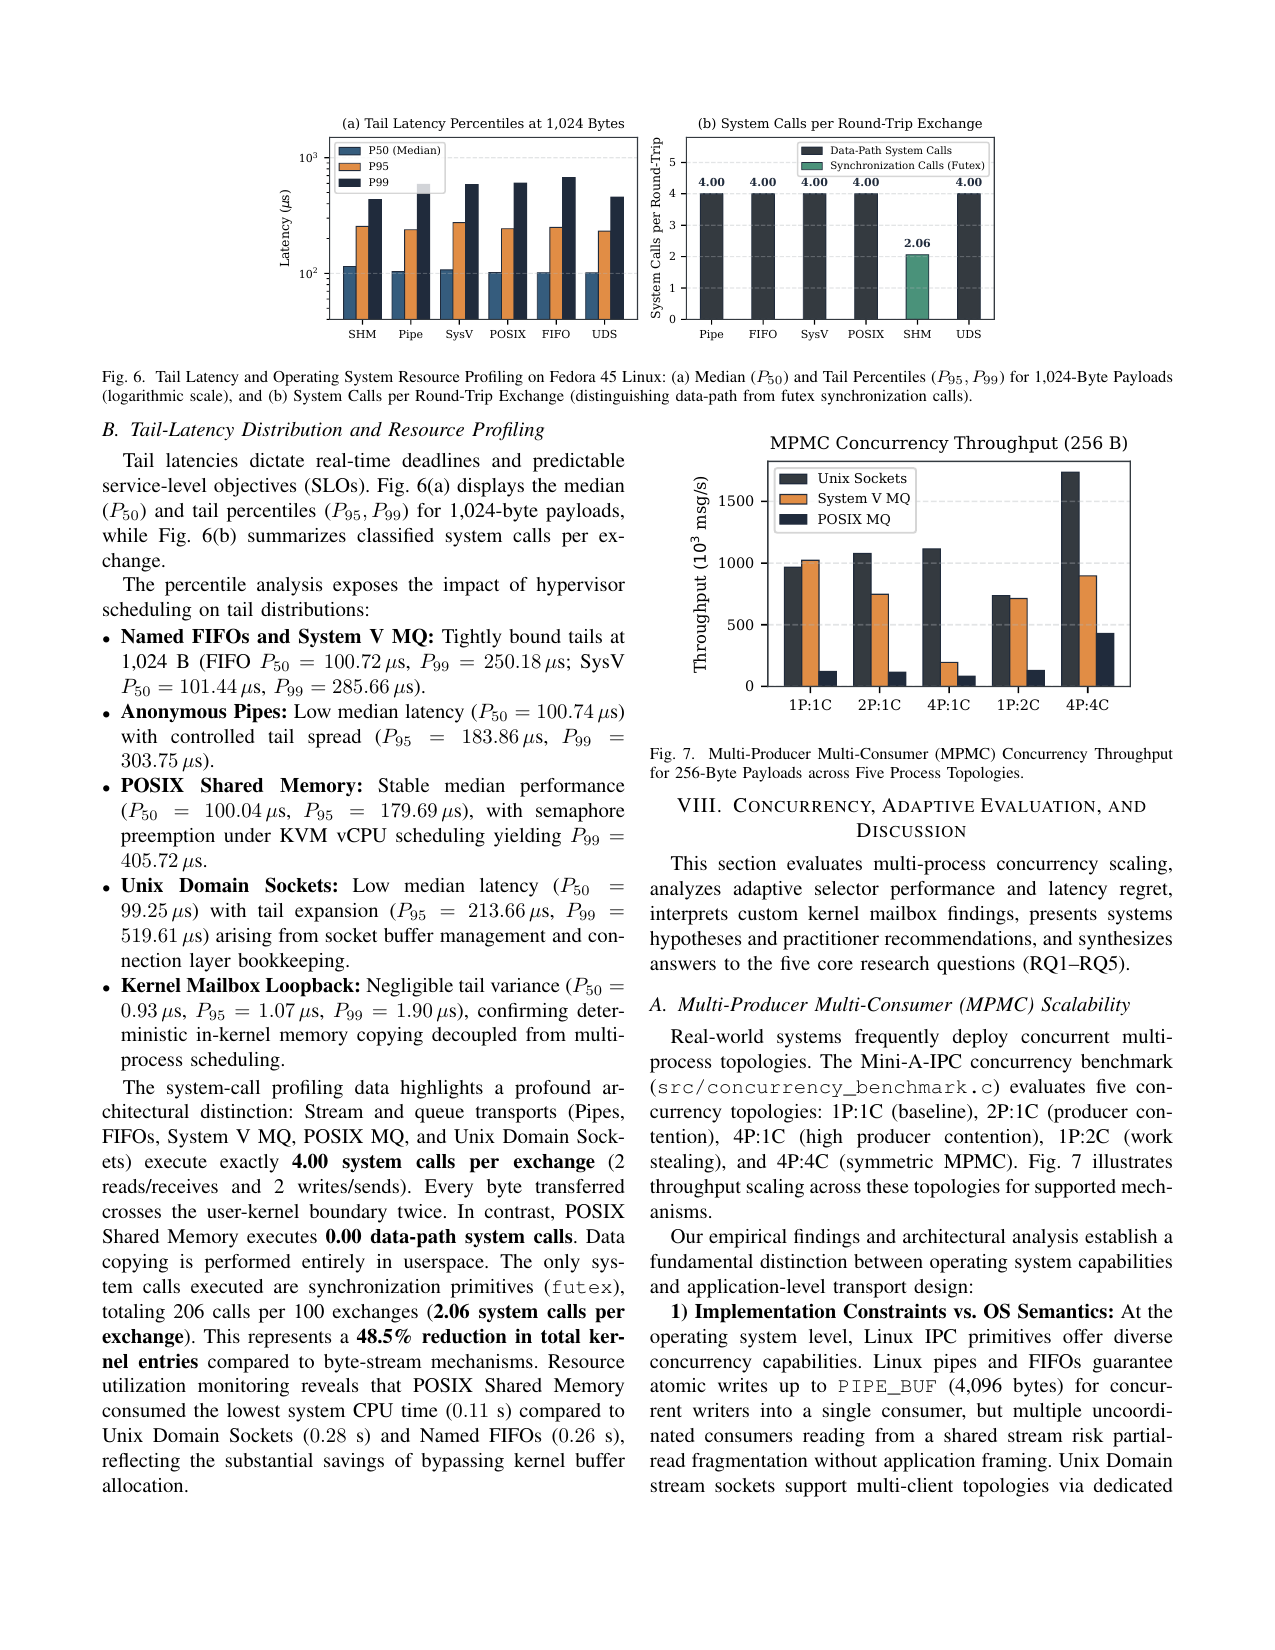 (a) Tail Latency Percentiles at 1,024 Bytes
P50 (Median)
P95
P99
10³
10²
Latency (μs)
SHM Pipe SysV POSIX FIFO UDS
(b) System Calls per Round-Trip Exchange
Data-Path System Calls
Synchronization Calls (Futex)
System Calls per Round-Trip
5
4
3
2
1
0
4.00 4.00 4.00 4.00 2.06 4.00
Pipe FIFO SysV POSIX SHM UDS
Fig. 6. Tail Latency and Operating System Resource Profiling on Fedora 45 Linux: (a) Median (P50) and Tail Percentiles (P95, P99) for 1,024-Byte Payloads
(logarithmic scale), and (b) System Calls per Round-Trip Exchange (distinguishing data-path from futex synchronization calls).
B. Tail-Latency Distribution and Resource Profiling
Tail latencies dictate real-time deadlines and predictable
service-level objectives (SLOs). Fig. 6(a) displays the median
(P50) and tail percentiles (P95, P99) for 1,024-byte payloads,
while Fig. 6(b) summarizes classified system calls per ex-
change.
The percentile analysis exposes the impact of hypervisor
scheduling on tail distributions:
• Named FIFOs and System V MQ: Tightly bound tails at
1,024 B (FIFO P50 = 100.72 μs, P99 = 250.18 μs; SysV
P50 = 101.44 μs, P99 = 285.66 μs).
• Anonymous Pipes: Low median latency (P50 = 100.74 μs)
with controlled tail spread (P95 = 183.86 μs, P99 =
303.75 μs).
• POSIX Shared Memory: Stable median performance
(P50 = 100.04 μs, P95 = 179.69 μs), with semaphore
preemption under KVM vCPU scheduling yielding P99 =
405.72 μs.
• Unix Domain Sockets: Low median latency (P50 =
99.25 μs) with tail expansion (P95 = 213.66 μs, P99 =
519.61 μs) arising from socket buffer management and con-
nection layer bookkeeping.
• Kernel Mailbox Loopback: Negligible tail variance (P50 =
0.93 μs, P95 = 1.07 μs, P99 = 1.90 μs), confirming deter-
ministic in-kernel memory copying decoupled from multi-
process scheduling.
The system-call profiling data highlights a profound ar-
chitectural distinction: Stream and queue transports (Pipes,
FIFOs, System V MQ, POSIX MQ, and Unix Domain Sock-
ets) execute exactly 4.00 system calls per exchange (2
reads/receives and 2 writes/sends). Every byte transferred
crosses the user-kernel boundary twice. In contrast, POSIX
Shared Memory executes 0.00 data-path system calls. Data
copying is performed entirely in userspace. The only sys-
tem calls executed are synchronization primitives (futex),
totaling 206 calls per 100 exchanges (2.06 system calls per
exchange). This represents a 48.5% reduction in total ker-
nel entries compared to byte-stream mechanisms. Resource
utilization monitoring reveals that POSIX Shared Memory
consumed the lowest system CPU time (0.11 s) compared to
Unix Domain Sockets (0.28 s) and Named FIFOs (0.26 s),
reflecting the substantial savings of bypassing kernel buffer
allocation.
MPMC Concurrency Throughput (256 B)
Unix Sockets
System V MQ
POSIX MQ
Throughput (10³ msg/s)
1500
1000
500
0
1P:1C 2P:1C 4P:1C 1P:2C 4P:4C
Fig. 7. Multi-Producer Multi-Consumer (MPMC) Concurrency Throughput
for 256-Byte Payloads across Five Process Topologies.
VIII. CONCURRENCY, ADAPTIVE EVALUATION, AND
DISCUSSION
This section evaluates multi-process concurrency scaling,
analyzes adaptive selector performance and latency regret,
interprets custom kernel mailbox findings, presents systems
hypotheses and practitioner recommendations, and synthesizes
answers to the five core research questions (RQ1–RQ5).
A. Multi-Producer Multi-Consumer (MPMC) Scalability
Real-world systems frequently deploy concurrent multi-
process topologies. The Mini-A-IPC concurrency benchmark
(src/concurrency_benchmark.c) evaluates five con-
currency topologies: 1P:1C (baseline), 2P:1C (producer con-
tention), 4P:1C (high producer contention), 1P:2C (work
stealing), and 4P:4C (symmetric MPMC). Fig. 7 illustrates
throughput scaling across these topologies for supported mech-
anisms.
Our empirical findings and architectural analysis establish a
fundamental distinction between operating system capabilities
and application-level transport design:
1) Implementation Constraints vs. OS Semantics: At the
operating system level, Linux IPC primitives offer diverse
concurrency capabilities. Linux pipes and FIFOs guarantee
atomic writes up to PIPE_BUF (4,096 bytes) for concur-
rent writers into a single consumer, but multiple uncoordi-
nated consumers reading from a shared stream risk partial-
read fragmentation without application framing. Unix Domain
stream sockets support multi-client topologies via dedicated